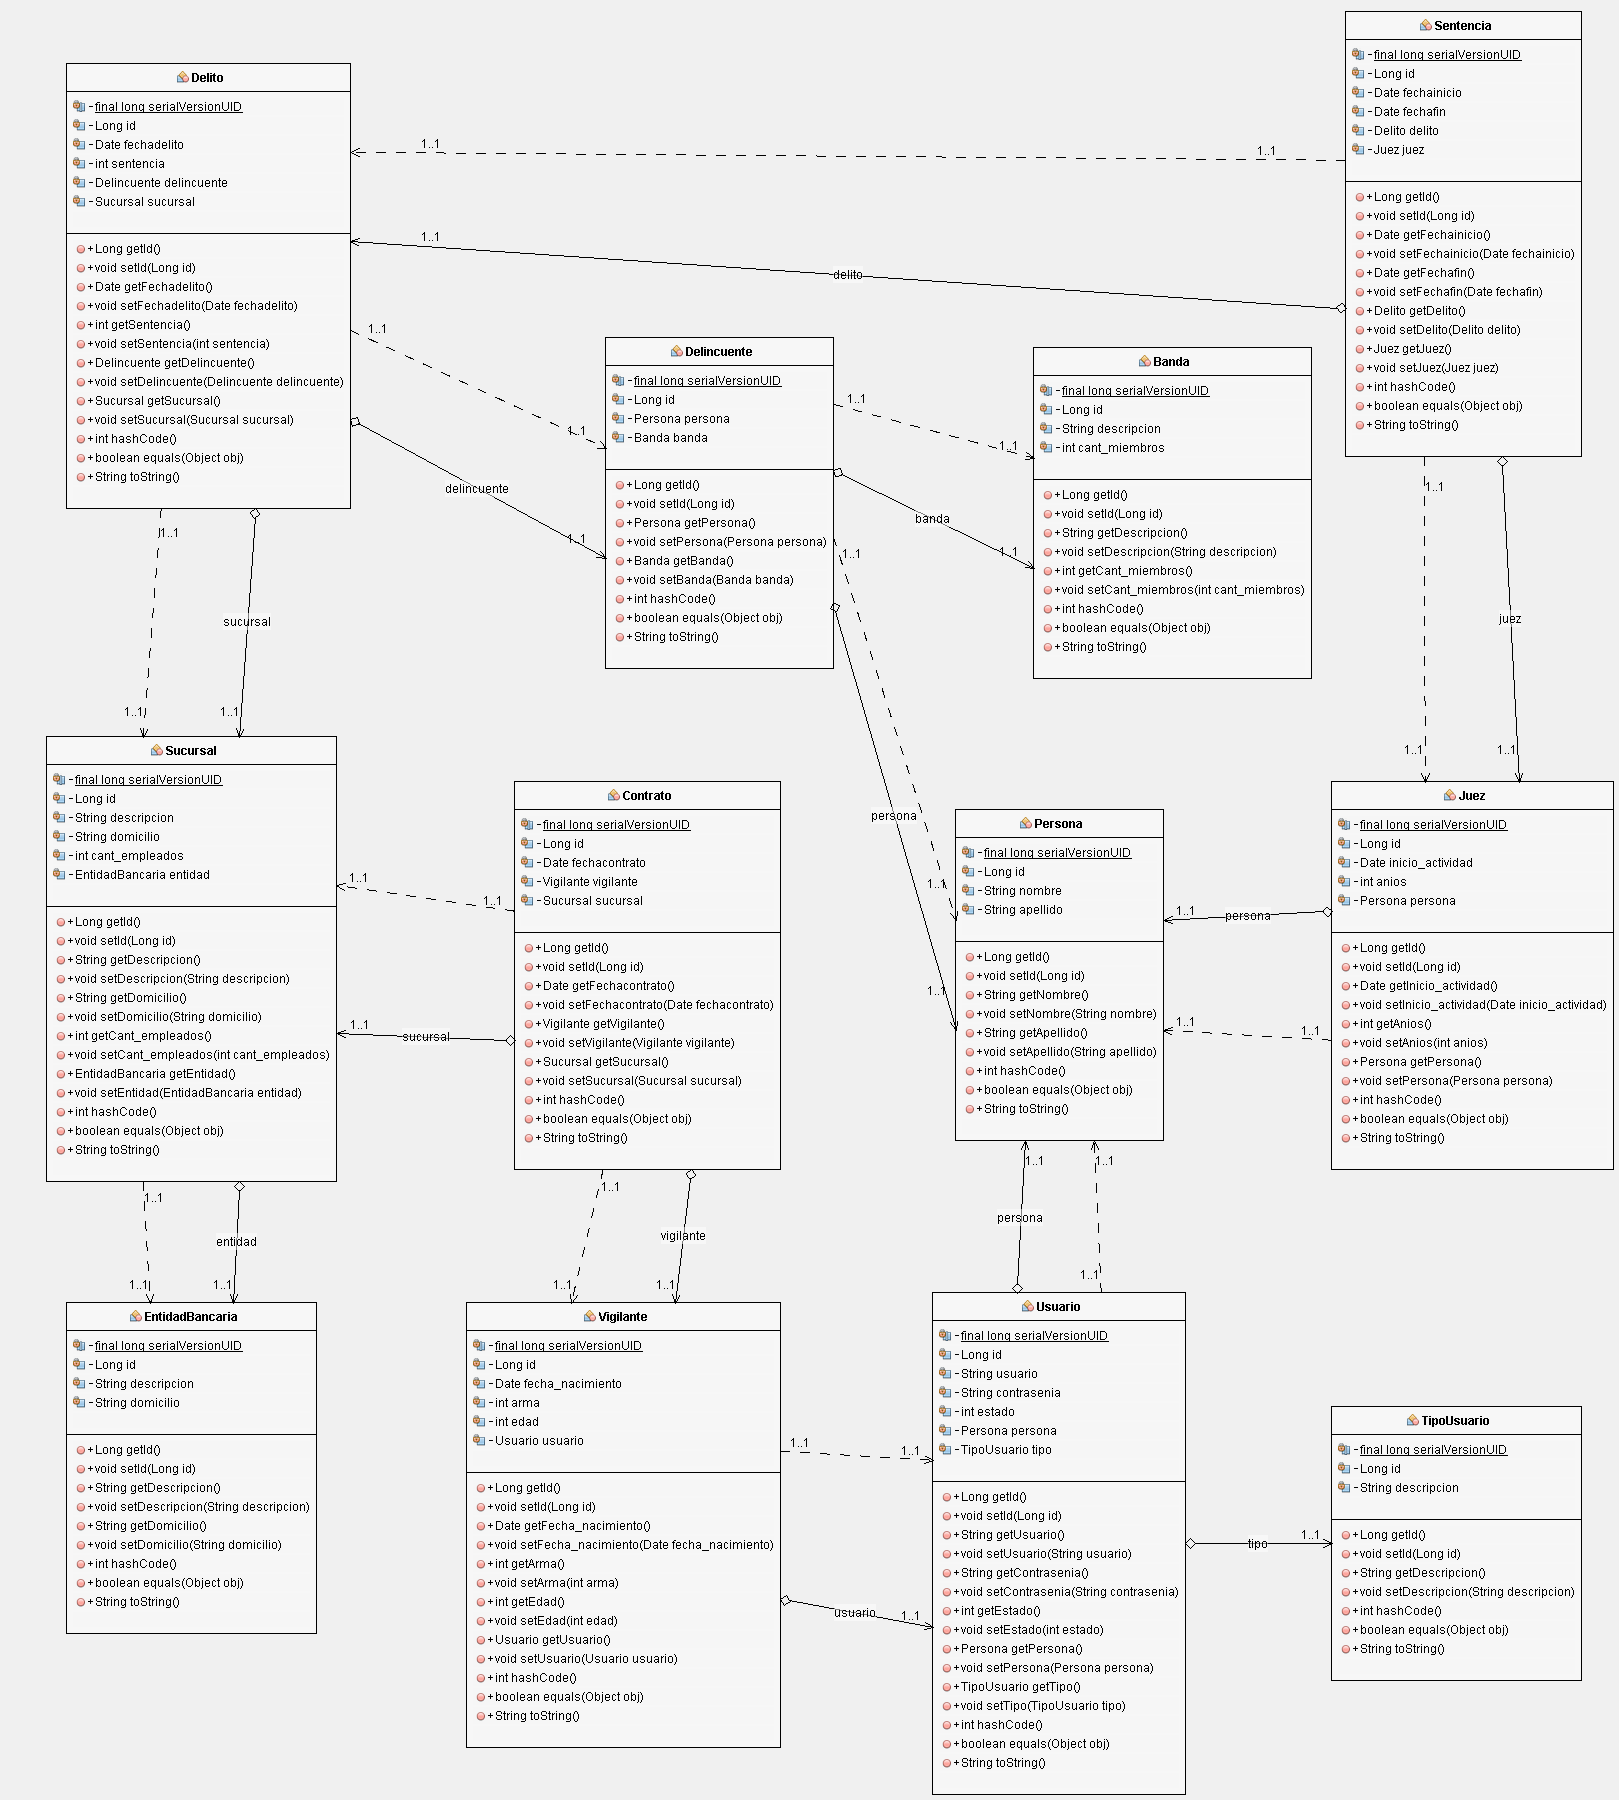 Sentencia
-final long serialVersionUID
-Long id
-Date fechainicio
-Date fechafin
-Delito delito
-Juez juez
+Long getId()
+void setId(Long id)
+Date getFechainicio()
+void setFechainicio(Date fechainicio)
+Date getFechafin()
+void setFechafin(Date fechafin)
+Delito getDelito()
+void setDelito(Delito delito)
+Juez getJuez()
+void setJuez(Juez juez)
+int hashCode()
+boolean equals(Object obj)
+String toString()
Delito
-final long serialVersionUID
-Long id
-Date fechadelito
-int sentencia
-Delincuente delincuente
-Sucursal sucursal
+Long getId()
+void setId(Long id)
+Date getFechadelito()
+void setFechadelito(Date fechadelito)
+int getSentencia()
+void setSentencia(int sentencia)
+Delincuente getDelincuente()
+void setDelincuente(Delincuente delincuente)
+Sucursal getSucursal()
+void setSucursal(Sucursal sucursal)
+int hashCode()
+boolean equals(Object obj)
+String toString()
1..1
1..1
1..1
delito
1..1
1..1
delincuente
1..1
Delincuente
-final long serialVersionUID
-Long id
-Persona persona
-Banda banda
+Long getId()
+void setId(Long id)
+Persona getPersona()
+void setPersona(Persona persona)
+Banda getBanda()
+void setBanda(Banda banda)
+int hashCode()
+boolean equals(Object obj)
+String toString()
1..1
1..1
banda
1..1
Banda
-final long serialVersionUID
-Long id
-String descripcion
-int cant_miembros
+Long getId()
+void setId(Long id)
+String getDescripcion()
+void setDescripcion(String descripcion)
+int getCant_miembros()
+void setCant_miembros(int cant_miembros)
+int hashCode()
+boolean equals(Object obj)
+String toString()
1..1
sucursal
1..1
1..1
1..1
persona
1..1
1..1
1..1
juez
1..1
1..1
Sucursal
-final long serialVersionUID
-Long id
-String descripcion
-String domicilio
-int cant_empleados
-EntidadBancaria entidad
+Long getId()
+void setId(Long id)
+String getDescripcion()
+void setDescripcion(String descripcion)
+String getDomicilio()
+void setDomicilio(String domicilio)
+int getCant_empleados()
+void setCant_empleados(int cant_empleados)
+EntidadBancaria getEntidad()
+void setEntidad(EntidadBancaria entidad)
+int hashCode()
+boolean equals(Object obj)
+String toString()
1..1
1..1
1..1
sucursal
Contrato
-final long serialVersionUID
-Long id
-Date fechacontrato
-Vigilante vigilante
-Sucursal sucursal
+Long getId()
+void setId(Long id)
+Date getFechacontrato()
+void setFechacontrato(Date fechacontrato)
+Vigilante getVigilante()
+void setVigilante(Vigilante vigilante)
+Sucursal getSucursal()
+void setSucursal(Sucursal sucursal)
+int hashCode()
+boolean equals(Object obj)
+String toString()
Persona
-final long serialVersionUID
-Long id
-String nombre
-String apellido
+Long getId()
+void setId(Long id)
+String getNombre()
+void setNombre(String nombre)
+String getApellido()
+void setApellido(String apellido)
+int hashCode()
+boolean equals(Object obj)
+String toString()
1..1
persona
1..1
1..1
Juez
-final long serialVersionUID
-Long id
-Date inicio_actividad
-int anios
-Persona persona
+Long getId()
+void setId(Long id)
+Date getInicio_actividad()
+void setInicio_actividad(Date inicio_actividad)
+int getAnios()
+void setAnios(int anios)
+Persona getPersona()
+void setPersona(Persona persona)
+int hashCode()
+boolean equals(Object obj)
+String toString()
1..1
entidad
1..1
1..1
1..1
vigilante
1..1
1..1
1..1
1..1
persona
1..1
EntidadBancaria
-final long serialVersionUID
-Long id
-String descripcion
-String domicilio
+Long getId()
+void setId(Long id)
+String getDescripcion()
+void setDescripcion(String descripcion)
+String getDomicilio()
+void setDomicilio(String domicilio)
+int hashCode()
+boolean equals(Object obj)
+String toString()
Vigilante
-final long serialVersionUID
-Long id
-Date fecha_nacimiento
-int arma
-int edad
-Usuario usuario
+Long getId()
+void setId(Long id)
+Date getFecha_nacimiento()
+void setFecha_nacimiento(Date fecha_nacimiento)
+int getArma()
+void setArma(int arma)
+int getEdad()
+void setEdad(int edad)
+Usuario getUsuario()
+void setUsuario(Usuario usuario)
+int hashCode()
+boolean equals(Object obj)
+String toString()
1..1
1..1
usuario
1..1
Usuario
-final long serialVersionUID
-Long id
-String usuario
-String contrasenia
-int estado
-Persona persona
-TipoUsuario tipo
+Long getId()
+void setId(Long id)
+String getUsuario()
+void setUsuario(String usuario)
+String getContrasenia()
+void setContrasenia(String contrasenia)
+int getEstado()
+void setEstado(int estado)
+Persona getPersona()
+void setPersona(Persona persona)
+TipoUsuario getTipo()
+void setTipo(TipoUsuario tipo)
+int hashCode()
+boolean equals(Object obj)
+String toString()
tipo
1..1
TipoUsuario
-final long serialVersionUID
-Long id
-String descripcion
+Long getId()
+void setId(Long id)
+String getDescripcion()
+void setDescripcion(String descripcion)
+int hashCode()
+boolean equals(Object obj)
+String toString()